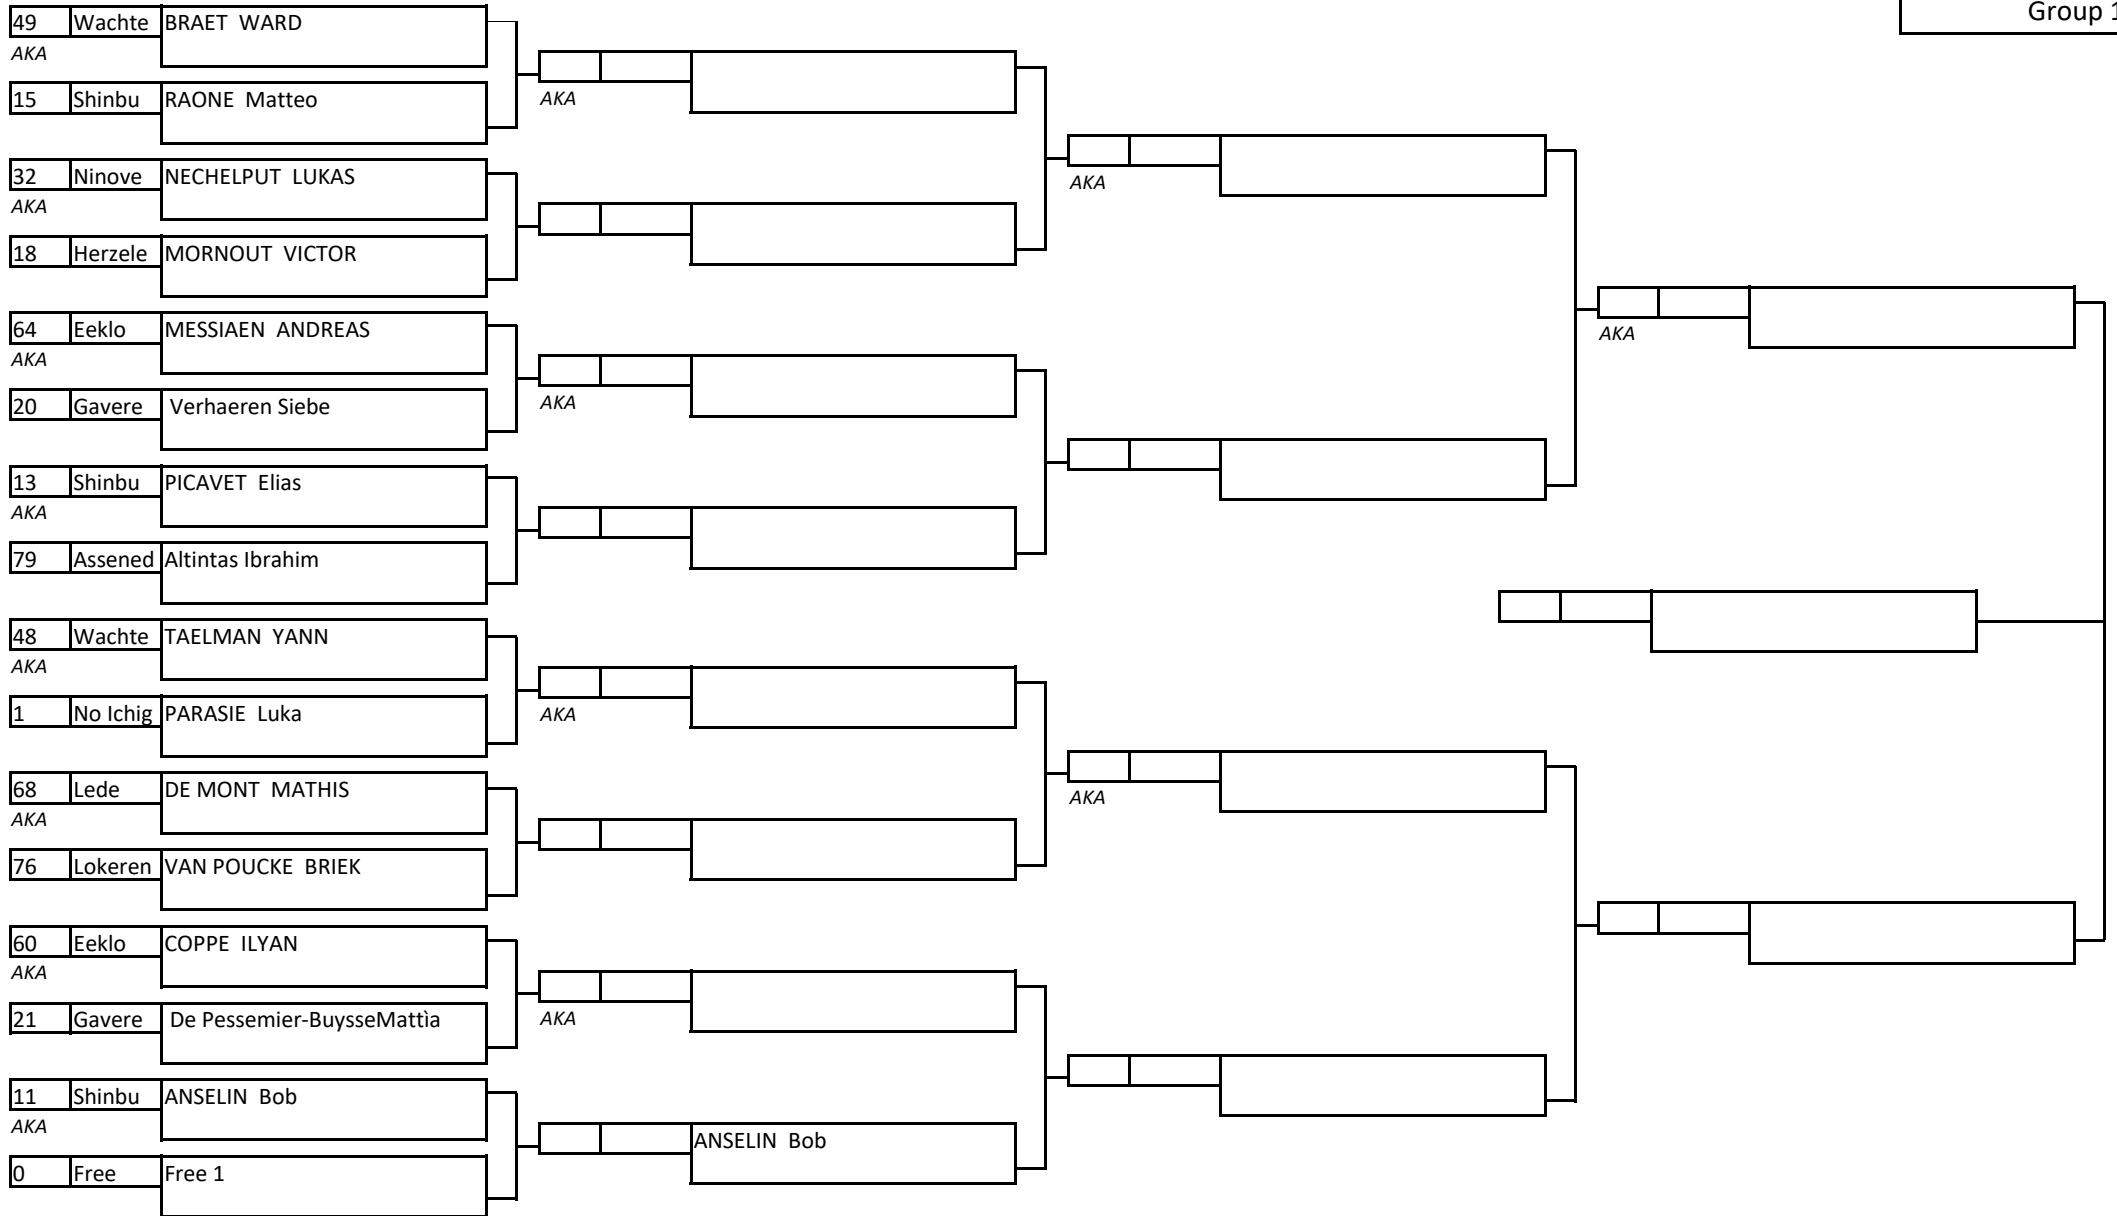 Group 1
49 Wachte BRAET WARD
AKA
15 Shinbu RAONE Matteo
AKA
AKA
32 Ninove NECHELPUT LUKAS
AKA
18 Herzele MORNOUT VICTOR
64 Eeklo MESSIAEN ANDREAS
AKA
AKA
20 Gavere Verhaeren Siebe
AKA
13 Shinbu PICAVET Elias
AKA
79 Assened Altintas Ibrahim
48 Wachte TAELMAN YANN
AKA
1 No Ichig PARASIE Luka
AKA
68 Lede DE MONT MATHIS
AKA
AKA
76 Lokeren VAN POUCKE BRIEK
60 Eeklo COPPE ILYAN
AKA
21 Gavere De Pessemier-BuysseMattìa
AKA
11 Shinbu ANSELIN Bob
AKA
ANSELIN Bob
0 Free Free 1